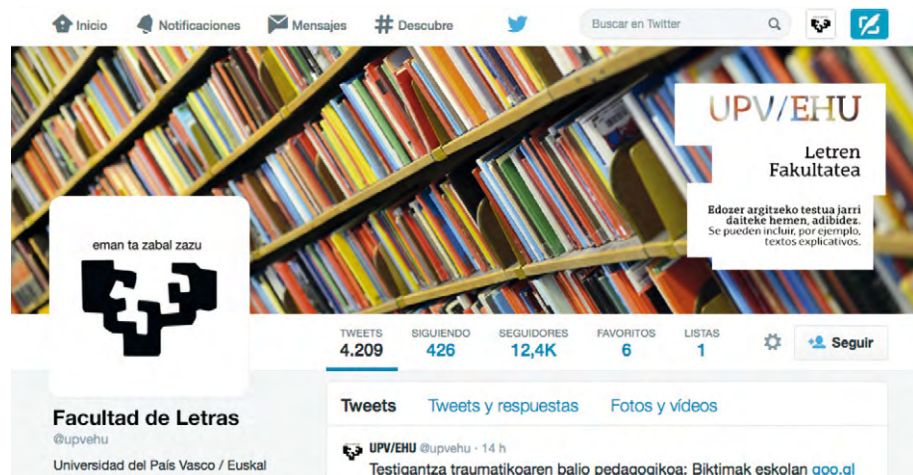 Inicio
Notificaciones
Mensajes
Descubre
Buscar en Twitter
UPV/EHU
Letren
Fakultatea
Edozer argitzeko testua jarri
daiteke hemen, adibidez.
Se pueden incluir, por ejemplo,
textos explicativos.
eman ta zabal zazu
TWEETS
4.209
SIGUIENDO
426
SEGUIDORES
12,4K
FAVORITOS
6
LISTAS
1
Seguir
Facultad de Letras
@upvehu
Universidad del País Vasco / Euskal
Tweets
Tweets y respuestas
Fotos y vídeos
UPV/EHU @upvehu · 14 h
Testigantza traumatikoaren balio pedagogikoa: Biktimak eskolan goo.gl